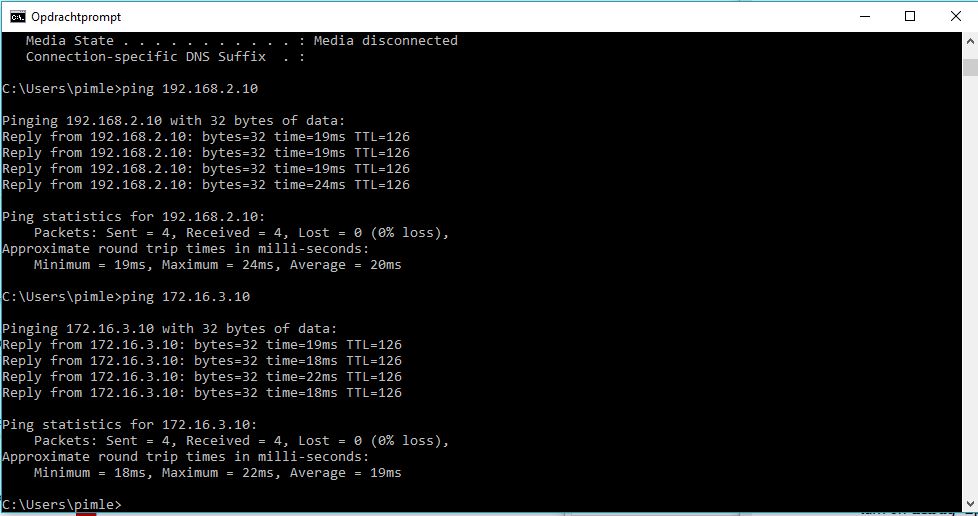 Opdrachtprompt
Media State . . . . . . . . . . . : Media disconnected
Connection-specific DNS Suffix  . :
C:\Users\pimle>ping 192.168.2.10
Pinging 192.168.2.10 with 32 bytes of data:
Reply from 192.168.2.10: bytes=32 time=19ms TTL=126
Reply from 192.168.2.10: bytes=32 time=19ms TTL=126
Reply from 192.168.2.10: bytes=32 time=19ms TTL=126
Reply from 192.168.2.10: bytes=32 time=24ms TTL=126
Ping statistics for 192.168.2.10:
Packets: Sent = 4, Received = 4, Lost = 0 (0% loss),
Approximate round trip times in milli-seconds:
Minimum = 19ms, Maximum = 24ms, Average = 20ms
C:\Users\pimle>ping 172.16.3.10
Pinging 172.16.3.10 with 32 bytes of data:
Reply from 172.16.3.10: bytes=32 time=19ms TTL=126
Reply from 172.16.3.10: bytes=32 time=18ms TTL=126
Reply from 172.16.3.10: bytes=32 time=22ms TTL=126
Reply from 172.16.3.10: bytes=32 time=18ms TTL=126
Ping statistics for 172.16.3.10:
Packets: Sent = 4, Received = 4, Lost = 0 (0% loss),
Approximate round trip times in milli-seconds:
Minimum = 18ms, Maximum = 22ms, Average = 19ms
C:\Users\pimle>